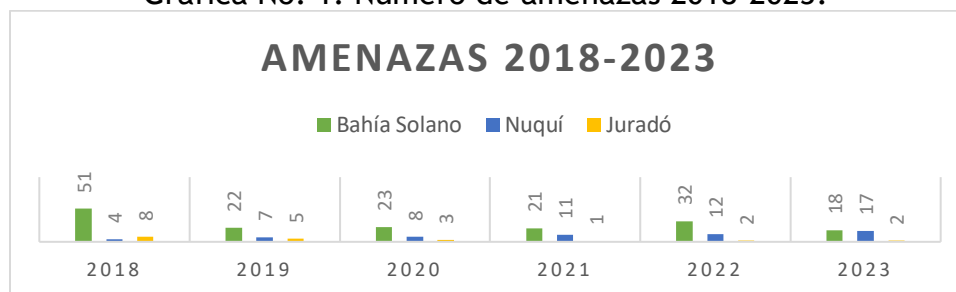 Gráfica No. 1. Número de amenazas 2018-2023.
AMENAZAS 2018-2023
Bahía Solano Nuquí Juradó
51 4 8 22 7 5 23 8 3 21 11 1 32 12 2 18 17 2
2018 2019 2020 2021 2022 2023